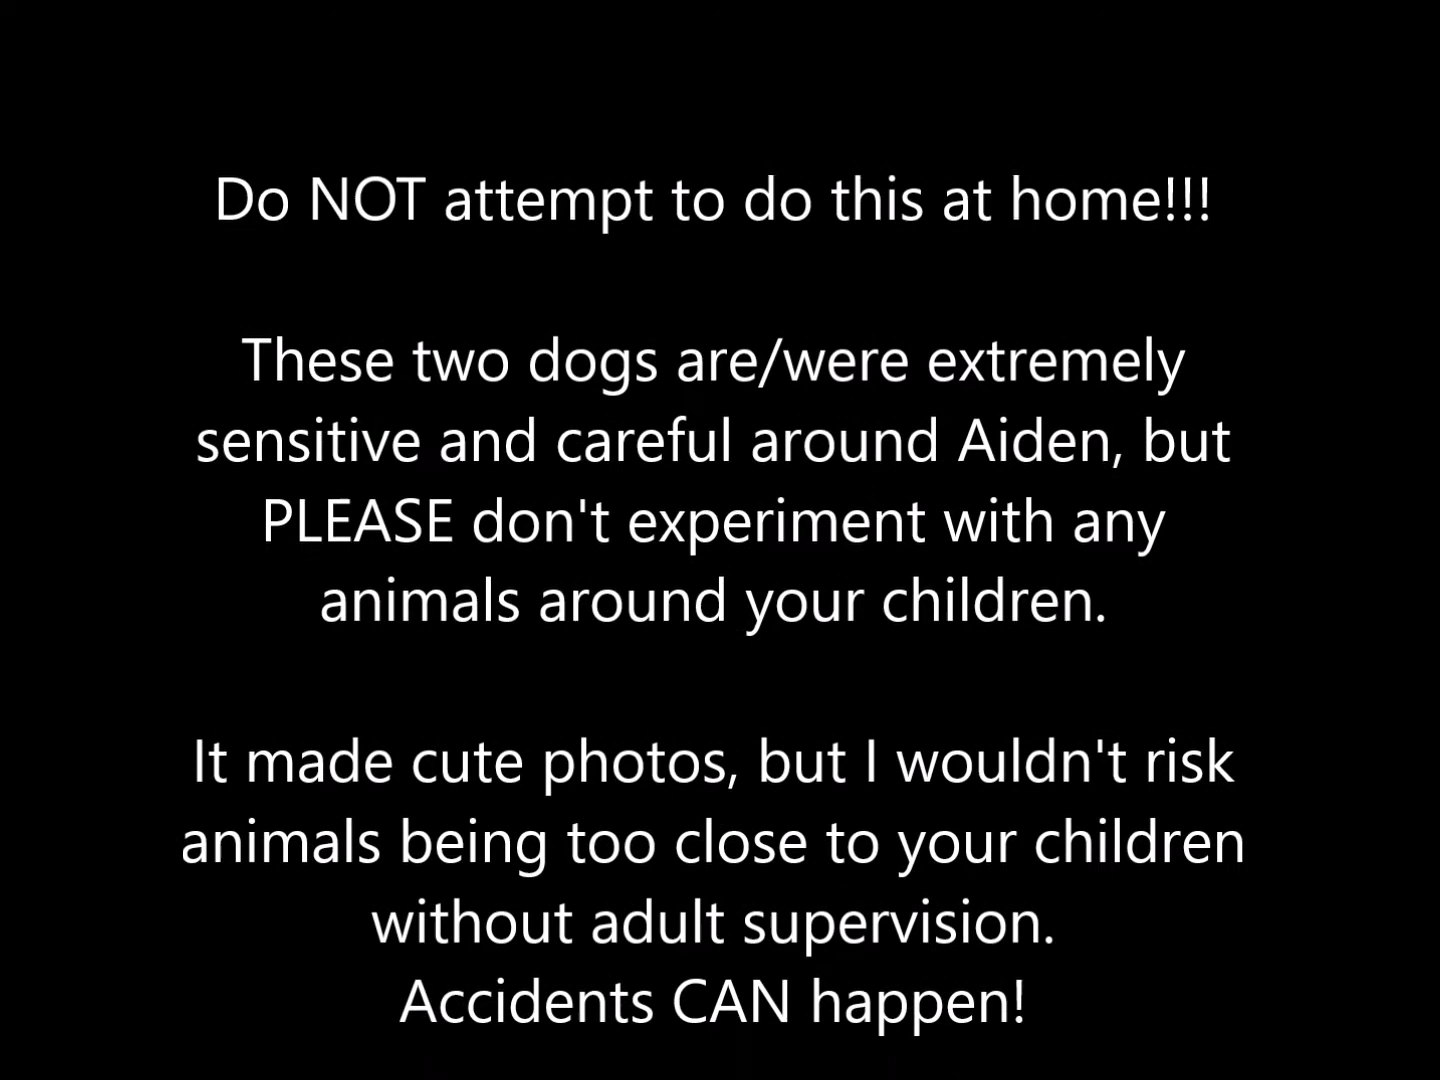 Do NOT attempt to do this at home!!!
These two dogs are/were extremely
sensitive and careful around Aiden, but
PLEASE don't experiment with any
animals around your children.
It made cute photos, but I wouldn't risk
animals being too close to your children
without adult supervision.
Accidents CAN happen!